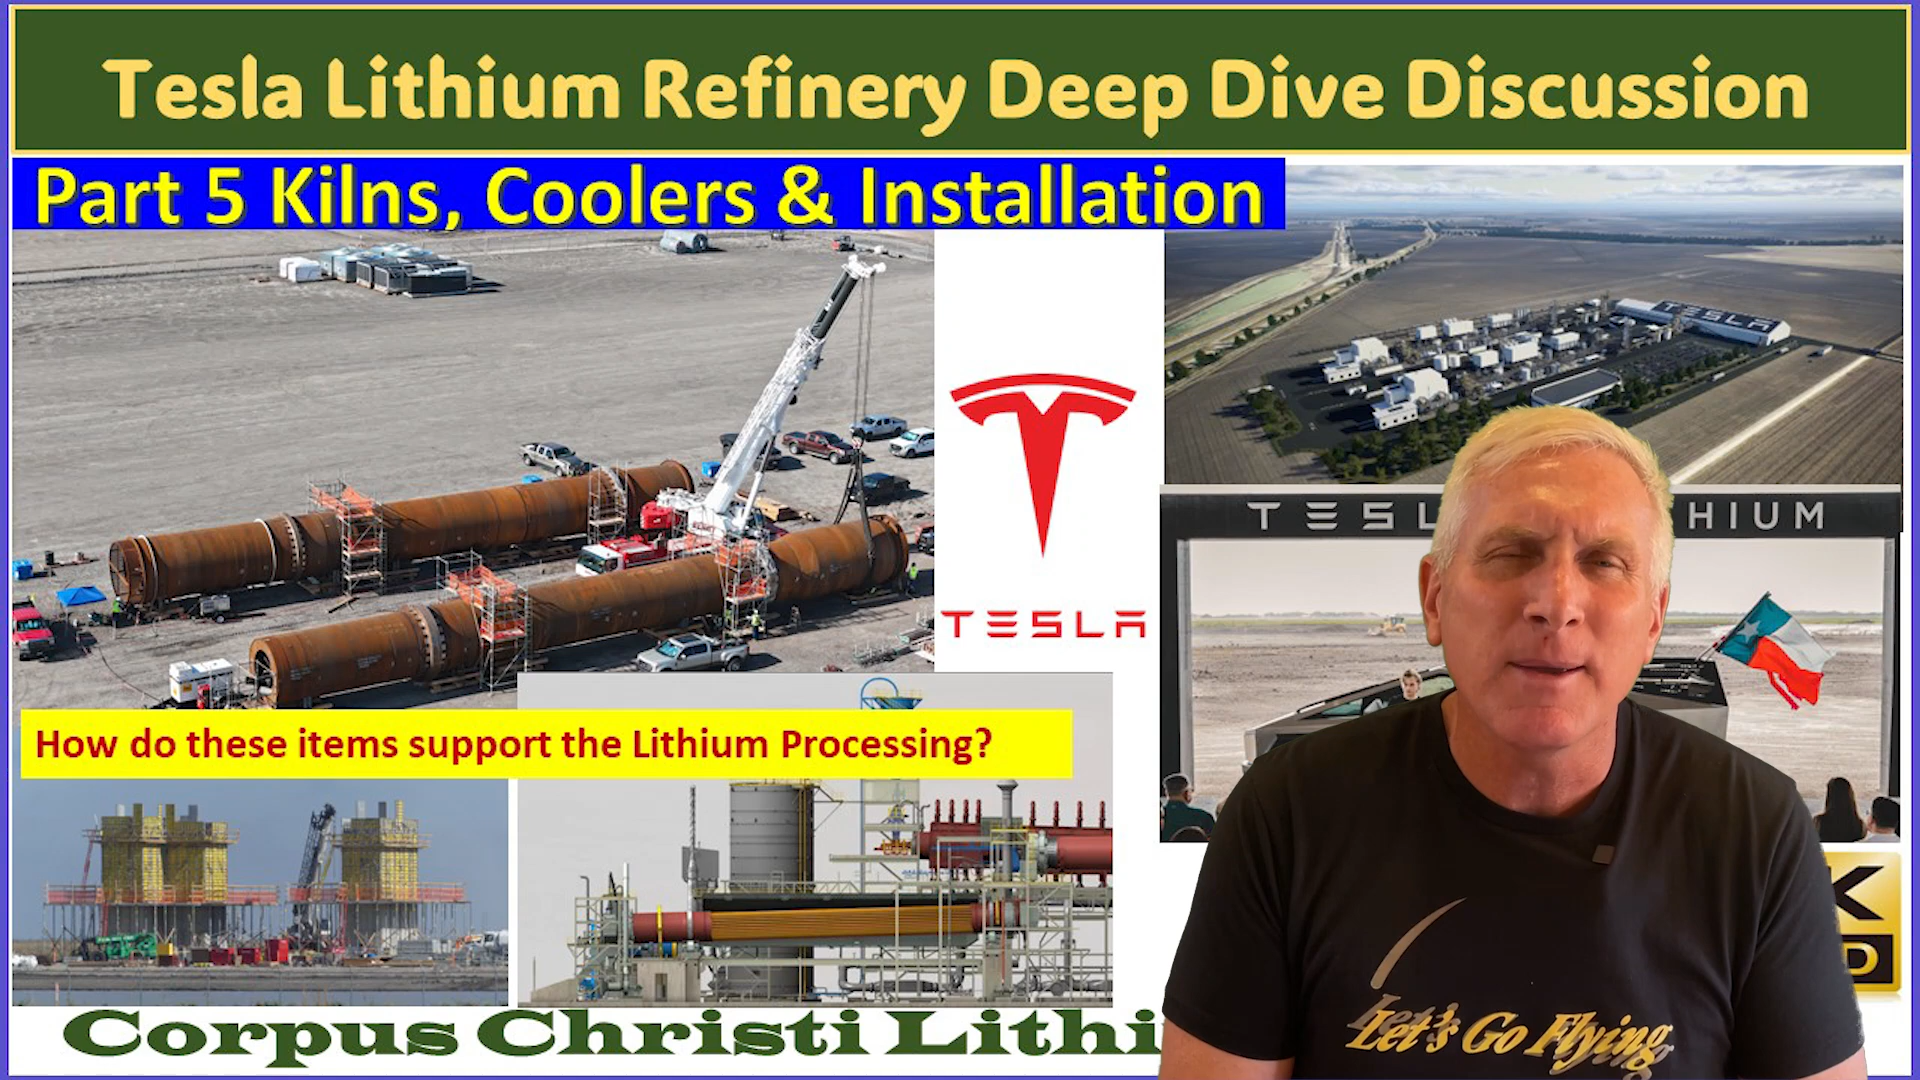 Tesla Lithium Refinery Deep Dive Discussion
Part 5 Kilns, Coolers & Installation
TESLA
TESLA
How do these items support the Lithium Processing?
Corpus Christi Lithi
TESL HIUM
K
D
Let's Go Flying